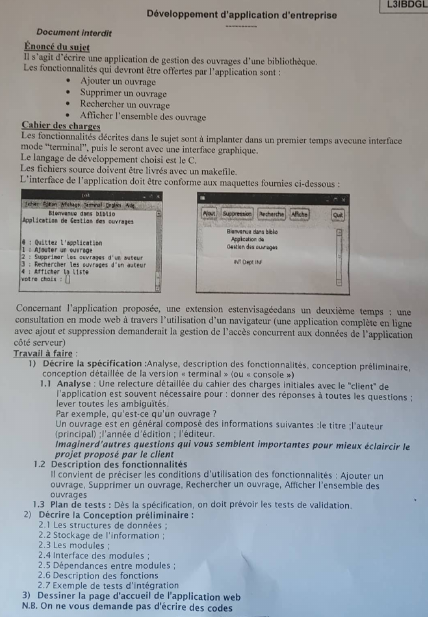 L3IBDGL
Développement d'application d'entreprise
Document interdit
Énoncé du sujet
Il s'agit d'écrire une application de gestion des ouvrages d'une bibliothèque.
Les fonctionnalités qui devront être offertes par l'application sont :
• Ajouter un ouvrage
• Supprimer un ouvrage
• Rechercher un ouvrage
• Afficher l'ensemble des ouvrage
Cahier des charges
Les fonctionnalités décrites dans le sujet sont à implanter dans un premier temps avecune interface
mode "terminal", puis le seront avec une interface graphique.
Le langage de développement choisi est le C.
Les fichiers source doivent être livrés avec un makefile.
L'interface de l'application doit être conforme aux maquettes fournies ci-dessous :
Bienvenue dans biblio
Application de Gestion des ouvrages
0 : Quittez l'application
1 : Ajouter un ouvrage
2 : Supprimer les ouvrages d'un auteur
3 : Rechercher les ouvrages d'un auteur
4 : Afficher la liste
votre choix :
Ajout Suppression Recherche Affiche Quit
Bienvenue dans biblio
Application de
Gestion des ouvrages
INT Dept INF
Concernant l'application proposée, une extension estenvisagéedans un deuxième temps : une
consultation en mode web à travers l'utilisation d'un navigateur (une application complète en ligne
avec ajout et suppression demanderait la gestion de l'accès concurrent aux données de l'application
côté serveur)
Travail à faire :
1) Décrire la spécification :Analyse, description des fonctionnalités, conception préliminaire,
conception détaillée de la version « terminal » (ou « console »)
1.1 Analyse : Une relecture détaillée du cahier des charges initiales avec le "client" de
l'application est souvent nécessaire pour : donner des réponses à toutes les questions ;
lever toutes les ambiguïtés.
Par exemple, qu'est-ce qu'un ouvrage ?
Un ouvrage est en général composé des informations suivantes :le titre ;l'auteur
(principal) ;l'année d'édition ; l'éditeur.
Imaginerd'autres questions qui vous semblent importantes pour mieux éclaircir le
projet proposé par le client
1.2 Description des fonctionnalités
Il convient de préciser les conditions d'utilisation des fonctionnalités : Ajouter un
ouvrage, Supprimer un ouvrage, Rechercher un ouvrage, Afficher l'ensemble des
ouvrages
1.3 Plan de tests : Dès la spécification, on doit prévoir les tests de validation.
2) Décrire la Conception préliminaire :
2.1 Les structures de données ;
2.2 Stockage de l'information ;
2.3 Les modules ;
2.4 Interface des modules ;
2.5 Dépendances entre modules ;
2.6 Description des fonctions
2.7 Exemple de tests d'intégration
3) Dessiner la page d'accueil de l'application web
N.B. On ne vous demande pas d'écrire des codes